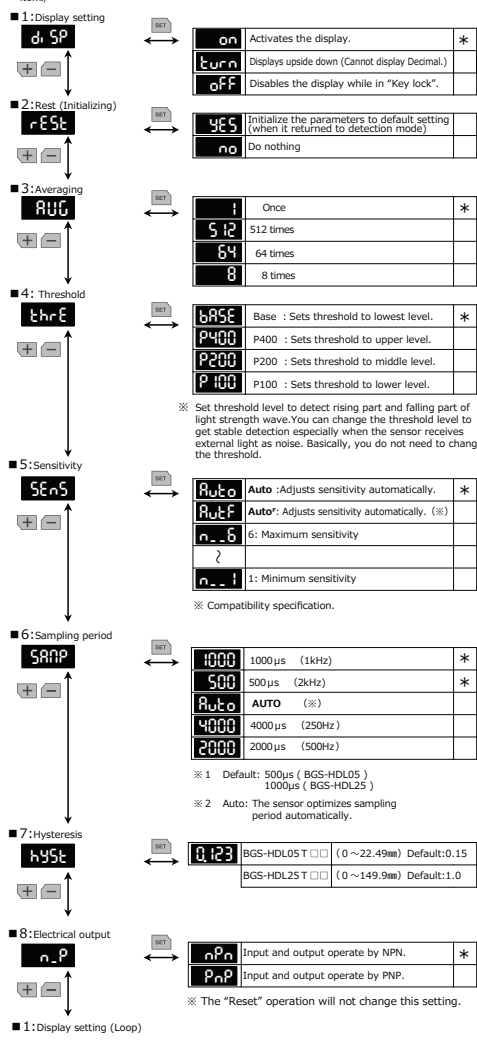 items)
■ 1:Display setting
di SP
SET
on Activates the display. *
turn Displays upside down (Cannot display Decimal.)
oFF Disables the display while in "Key lock".
+ −
■ 2:Rest (Initializing)
rESt
SET
YES Initialize the parameters to default setting
(when it returned to detection mode)
no Do nothing
+ −
■ 3:Averaging
AUG
SET
1 Once *
512 512 times
64 64 times
8 8 times
+ −
■ 4: Threshold
thrE
SET
bASE Base : Sets threshold to lowest level. *
P400 P400 : Sets threshold to upper level.
P200 P200 : Sets threshold to middle level.
P100 P100 : Sets threshold to lower level.
+ −
※ Set threshold level to detect rising part and falling part of
light strength wave.You can change the threshold level to
get stable detection especially when the sensor receives
external light as noise. Basically, you do not need to chang
the threshold.
■ 5:Sensitivity
SEnS
SET
Auto Auto :Adjusts sensitivity automatically. *
AutF Autoᶠ: Adjusts sensitivity automatically. (※)
n__6 6: Maximum sensitivity
~
n__1 1: Minimum sensitivity
+ −
※ Compatibility specification.
■ 6:Sampling period
SAMP
SET
1000 1000μs (1kHz) *
500 500μs (2kHz) *
Auto AUTO (※)
4000 4000μs (250Hz)
2000 2000μs (500Hz)
+ −
※1 Default: 500μs ( BGS-HDL05 )
1000μs ( BGS-HDL25 )
※2 Auto: The sensor optimizes sampling
period automatically.
■ 7:Hysteresis
hYSt
SET
0.123 BGS-HDL05T□□ (0～22.49㎜) Default:0.15
BGS-HDL25T□□ (0～149.9㎜) Default:1.0
+ −
■ 8:Electrical output
n_P
SET
nPn Input and output operate by NPN. *
PnP Input and output operate by PNP.
+ −
※ The "Reset" operation will not change this setting.
■ 1:Display setting (Loop)